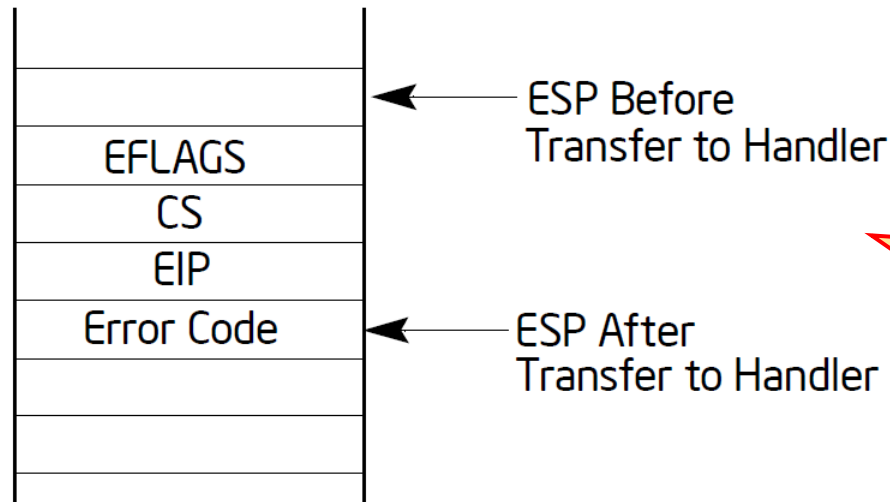 ESP Before
Transfer to Handler
EFLAGS
CS
EIP
Error Code
ESP After
Transfer to Handler